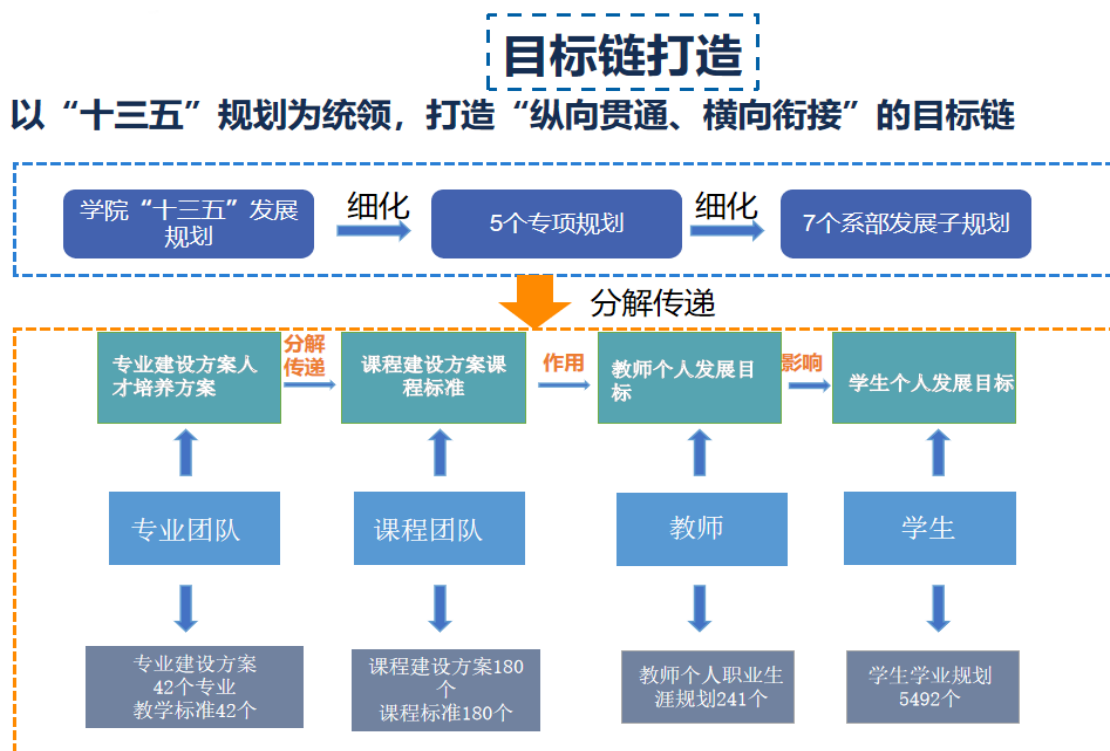 目标链打造
以“十三五”规划为统领，打造“纵向贯通、横向衔接”的目标链
学院“十三五”发展
规划
细化
5个专项规划
细化
7个系部发展子规划
分解传递
专业建设方案人
才培养方案
分解
传递
课程建设方案课
程标准
作用
教师个人发展目
标
影响
学生个人发展目标
专业团队
课程团队
教师
学生
专业建设方案
42个专业
教学标准42个
课程建设方案180
个
课程标准180个
教师个人职业生
涯规划241个
学生学业规划
5492个